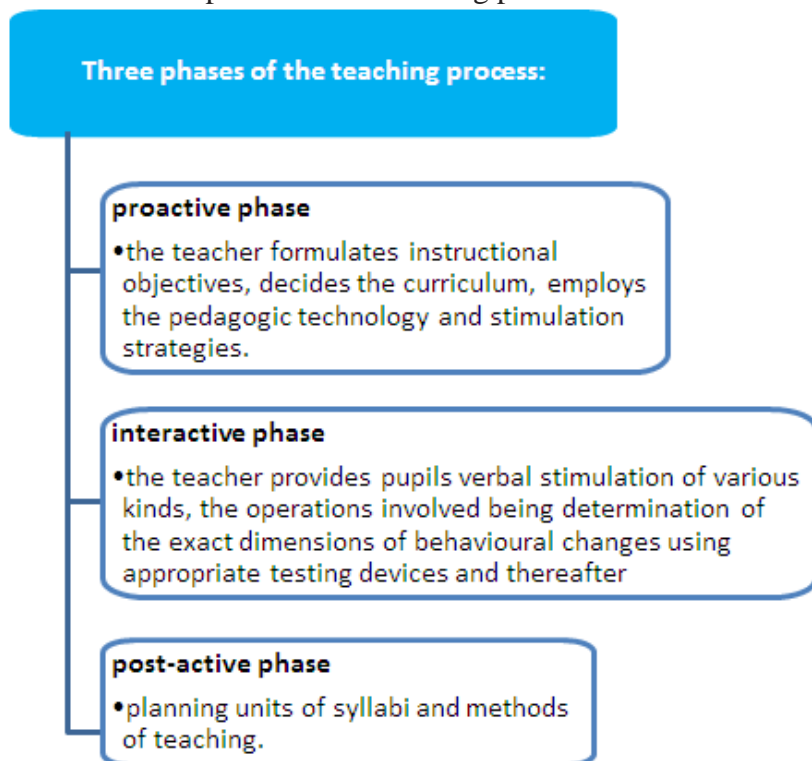 Three phases of the teaching process:
proactive phase
•the teacher formulates instructional
objectives, decides the curriculum, employs
the pedagogic technology and stimulation
strategies.
interactive phase
•the teacher provides pupils verbal stimulation of various
kinds, the operations involved being determination of
the exact dimensions of behavioural changes using
appropriate testing devices and thereafter
post-active phase
•planning units of syllabi and methods
of teaching.